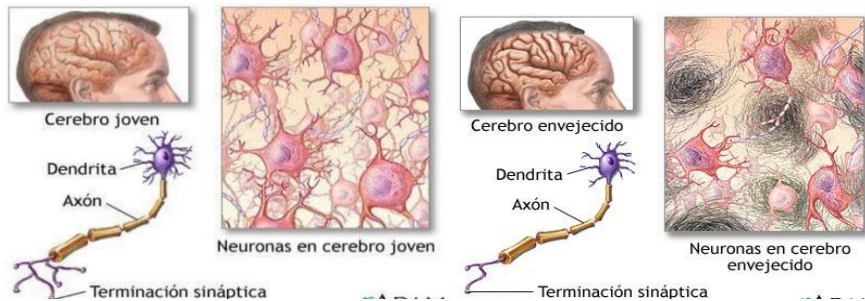 Cerebro joven
Dendrita
Axón
Terminación sináptica
Neuronas en cerebro joven
Cerebro envejecido
Dendrita
Axón
Terminación sináptica
Neuronas en cerebro
envejecido